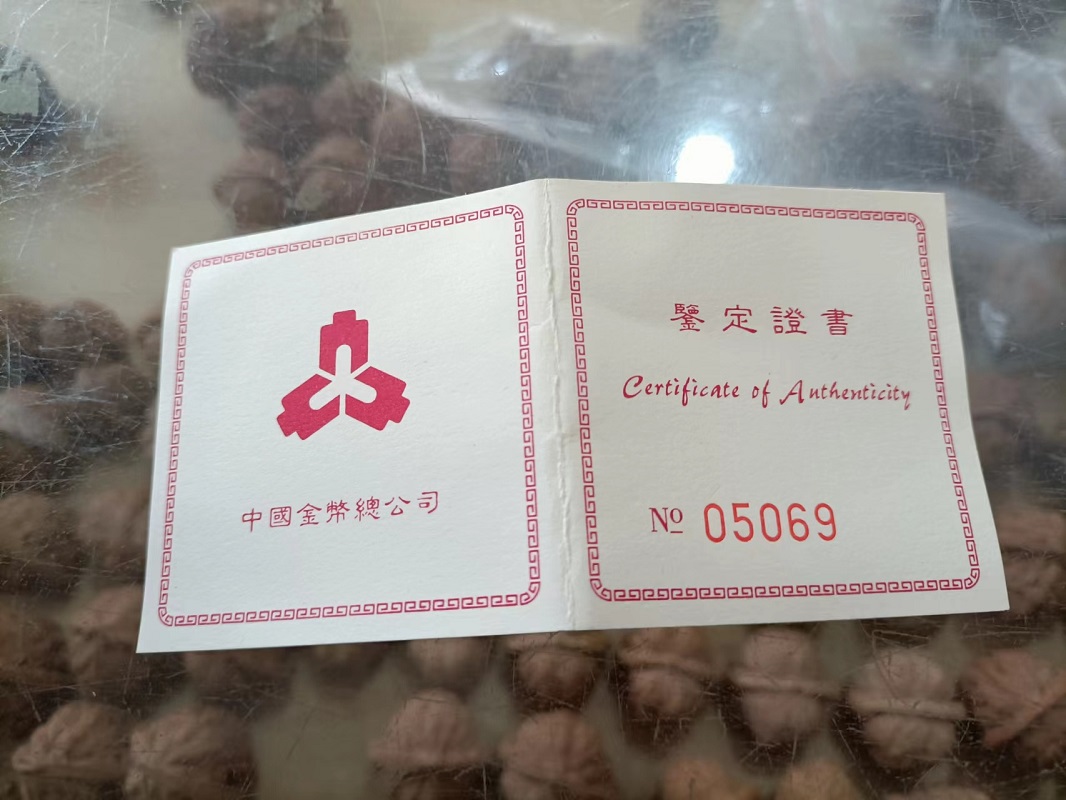 中國金幣總公司
鑒定證書
Certificate of Authenticity
Nº 05069